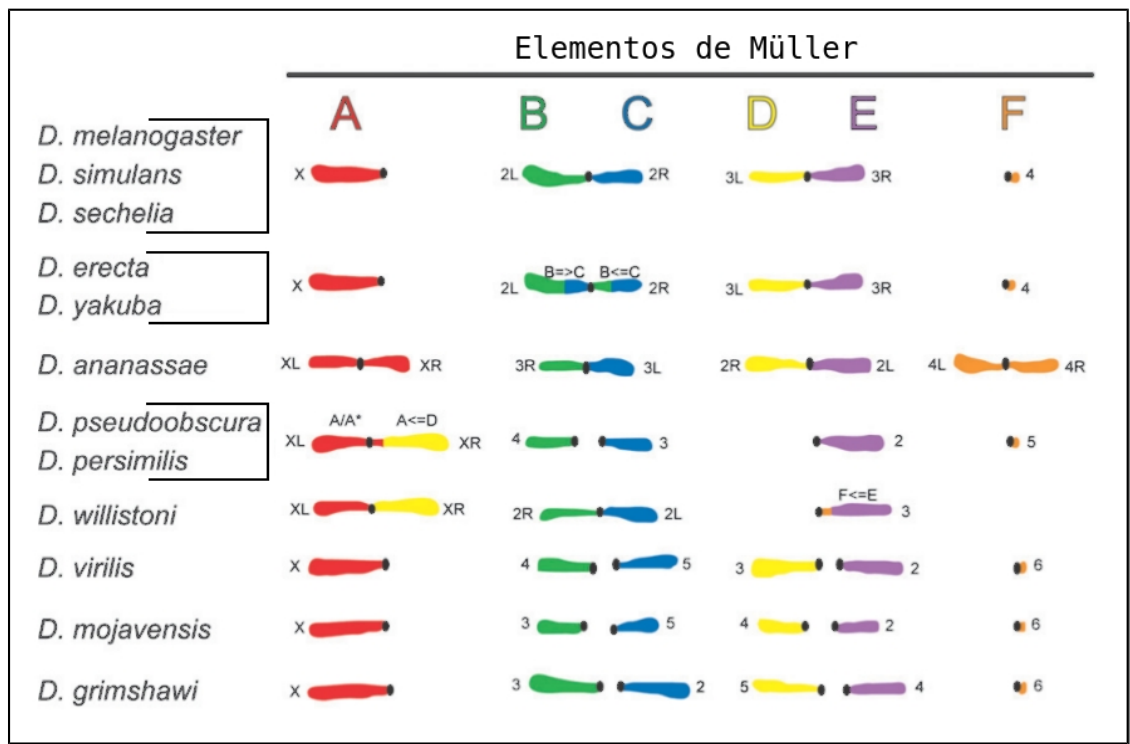 Elementos de Müller
A B C D E F
D. melanogaster
D. simulans
D. sechelia
X 2L 2R 3L 3R 4
D. erecta
D. yakuba
B=>C B<=C
X 2L 2R 3L 3R 4
D. ananassae
XL XR 3R 3L 2R 2L 4L 4R
D. pseudoobscura
D. persimilis
A/A* A<=D
XL XR 4 3 2 5
F<=E
D. willistoni XL XR 2R 2L 3
D. virilis X 4 5 3 2 6
D. mojavensis X 3 5 4 2 6
D. grimshawi X 3 2 5 4 6